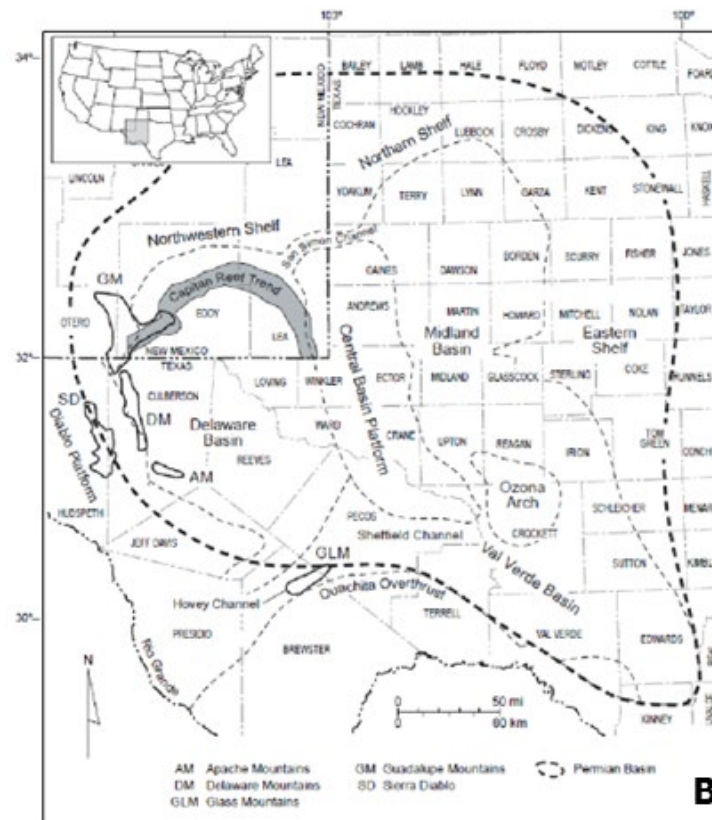 103° 100°
34°
BAILEY LAMB HALE FLOYD MOTLEY COTTLE
NEW MEXICO
TEXAS
COCHRAN HOCKLEY LUBBOCK CROSBY DICKENS KING
HASKELL
LINCOLN LEA
Northern Shelf
YOAKUM TERRY LYNN GARZA KENT STONEWALL
Northwestern Shelf
San Simon Channel
GAINES DAWSON BORDEN SCURRY FISHER JONES
GM
Capitan Reef Trend
OTERO EDDY LEA
ANDREWS MARTIN HOWARD MITCHELL NOLAN TAYLOR
Midland
Basin
Eastern
Shelf
32°
NEW MEXICO
TEXAS
Central Basin Platform
SD
CULBERSON LOVING WINKLER ECTOR MIDLAND GLASSCOCK STERLING COKE RUNNELS
Diablo Platform
DM
Delaware
Basin
WARD CRANE UPTON REAGAN IRION TOM
GREEN
REEVES
AM
Ozona
Arch
HUDSPETH
JEFF DAVIS
PECOS
CROCKETT SCHLEICHER
Sheffield Channel
GLM
SUTTON
Val Verde Basin
Hovey Channel
Ouachita Overthrust
30°
TERRELL
PRESIDIO
BREWSTER
VAL VERDE EDWARDS
Rio Grande
N
0 50 mi
0 80 km
KINNEY
AM Apache Mountains
DM Delaware Mountains
GLM Glass Mountains
GM Guadalupe Mountains
SD Sierra Diablo
Permian Basin
B